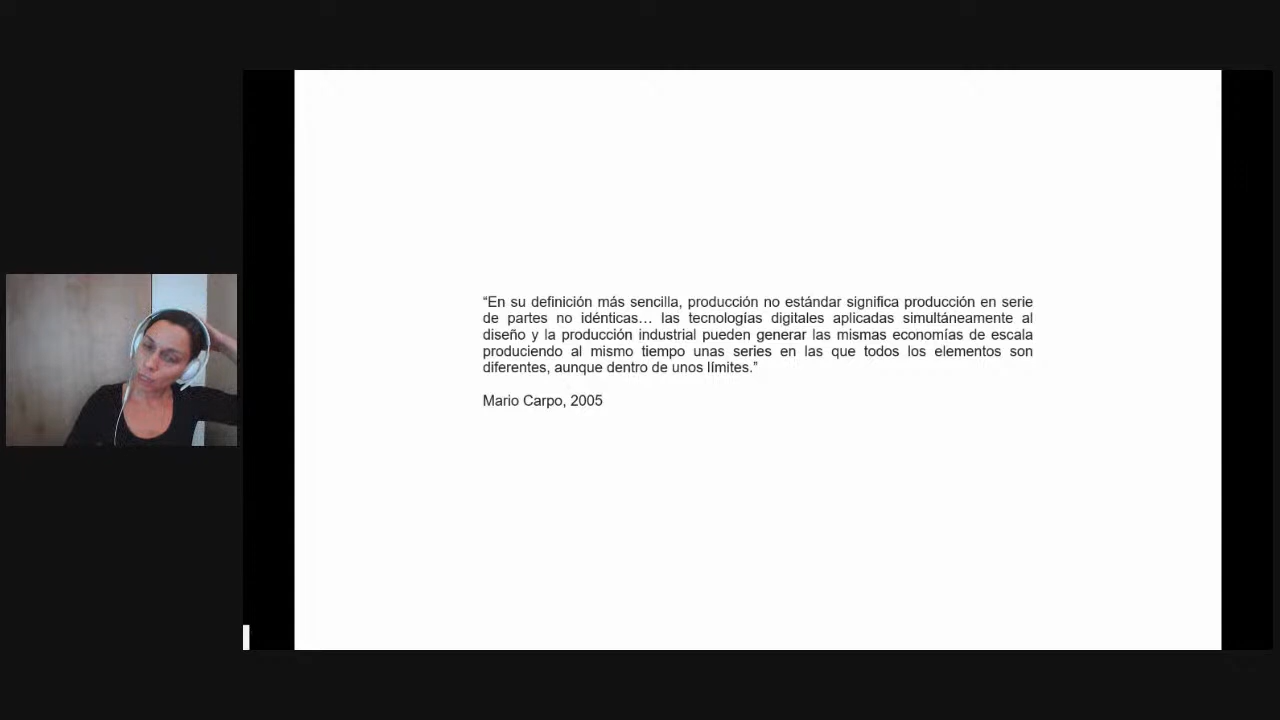 “En su definición más sencilla, producción no estándar significa producción en serie
de partes no idénticas… las tecnologías digitales aplicadas simultáneamente al
diseño y la producción industrial pueden generar las mismas economías de escala
produciendo al mismo tiempo unas series en las que todos los elementos son
diferentes, aunque dentro de unos límites.”
Mario Carpo, 2005